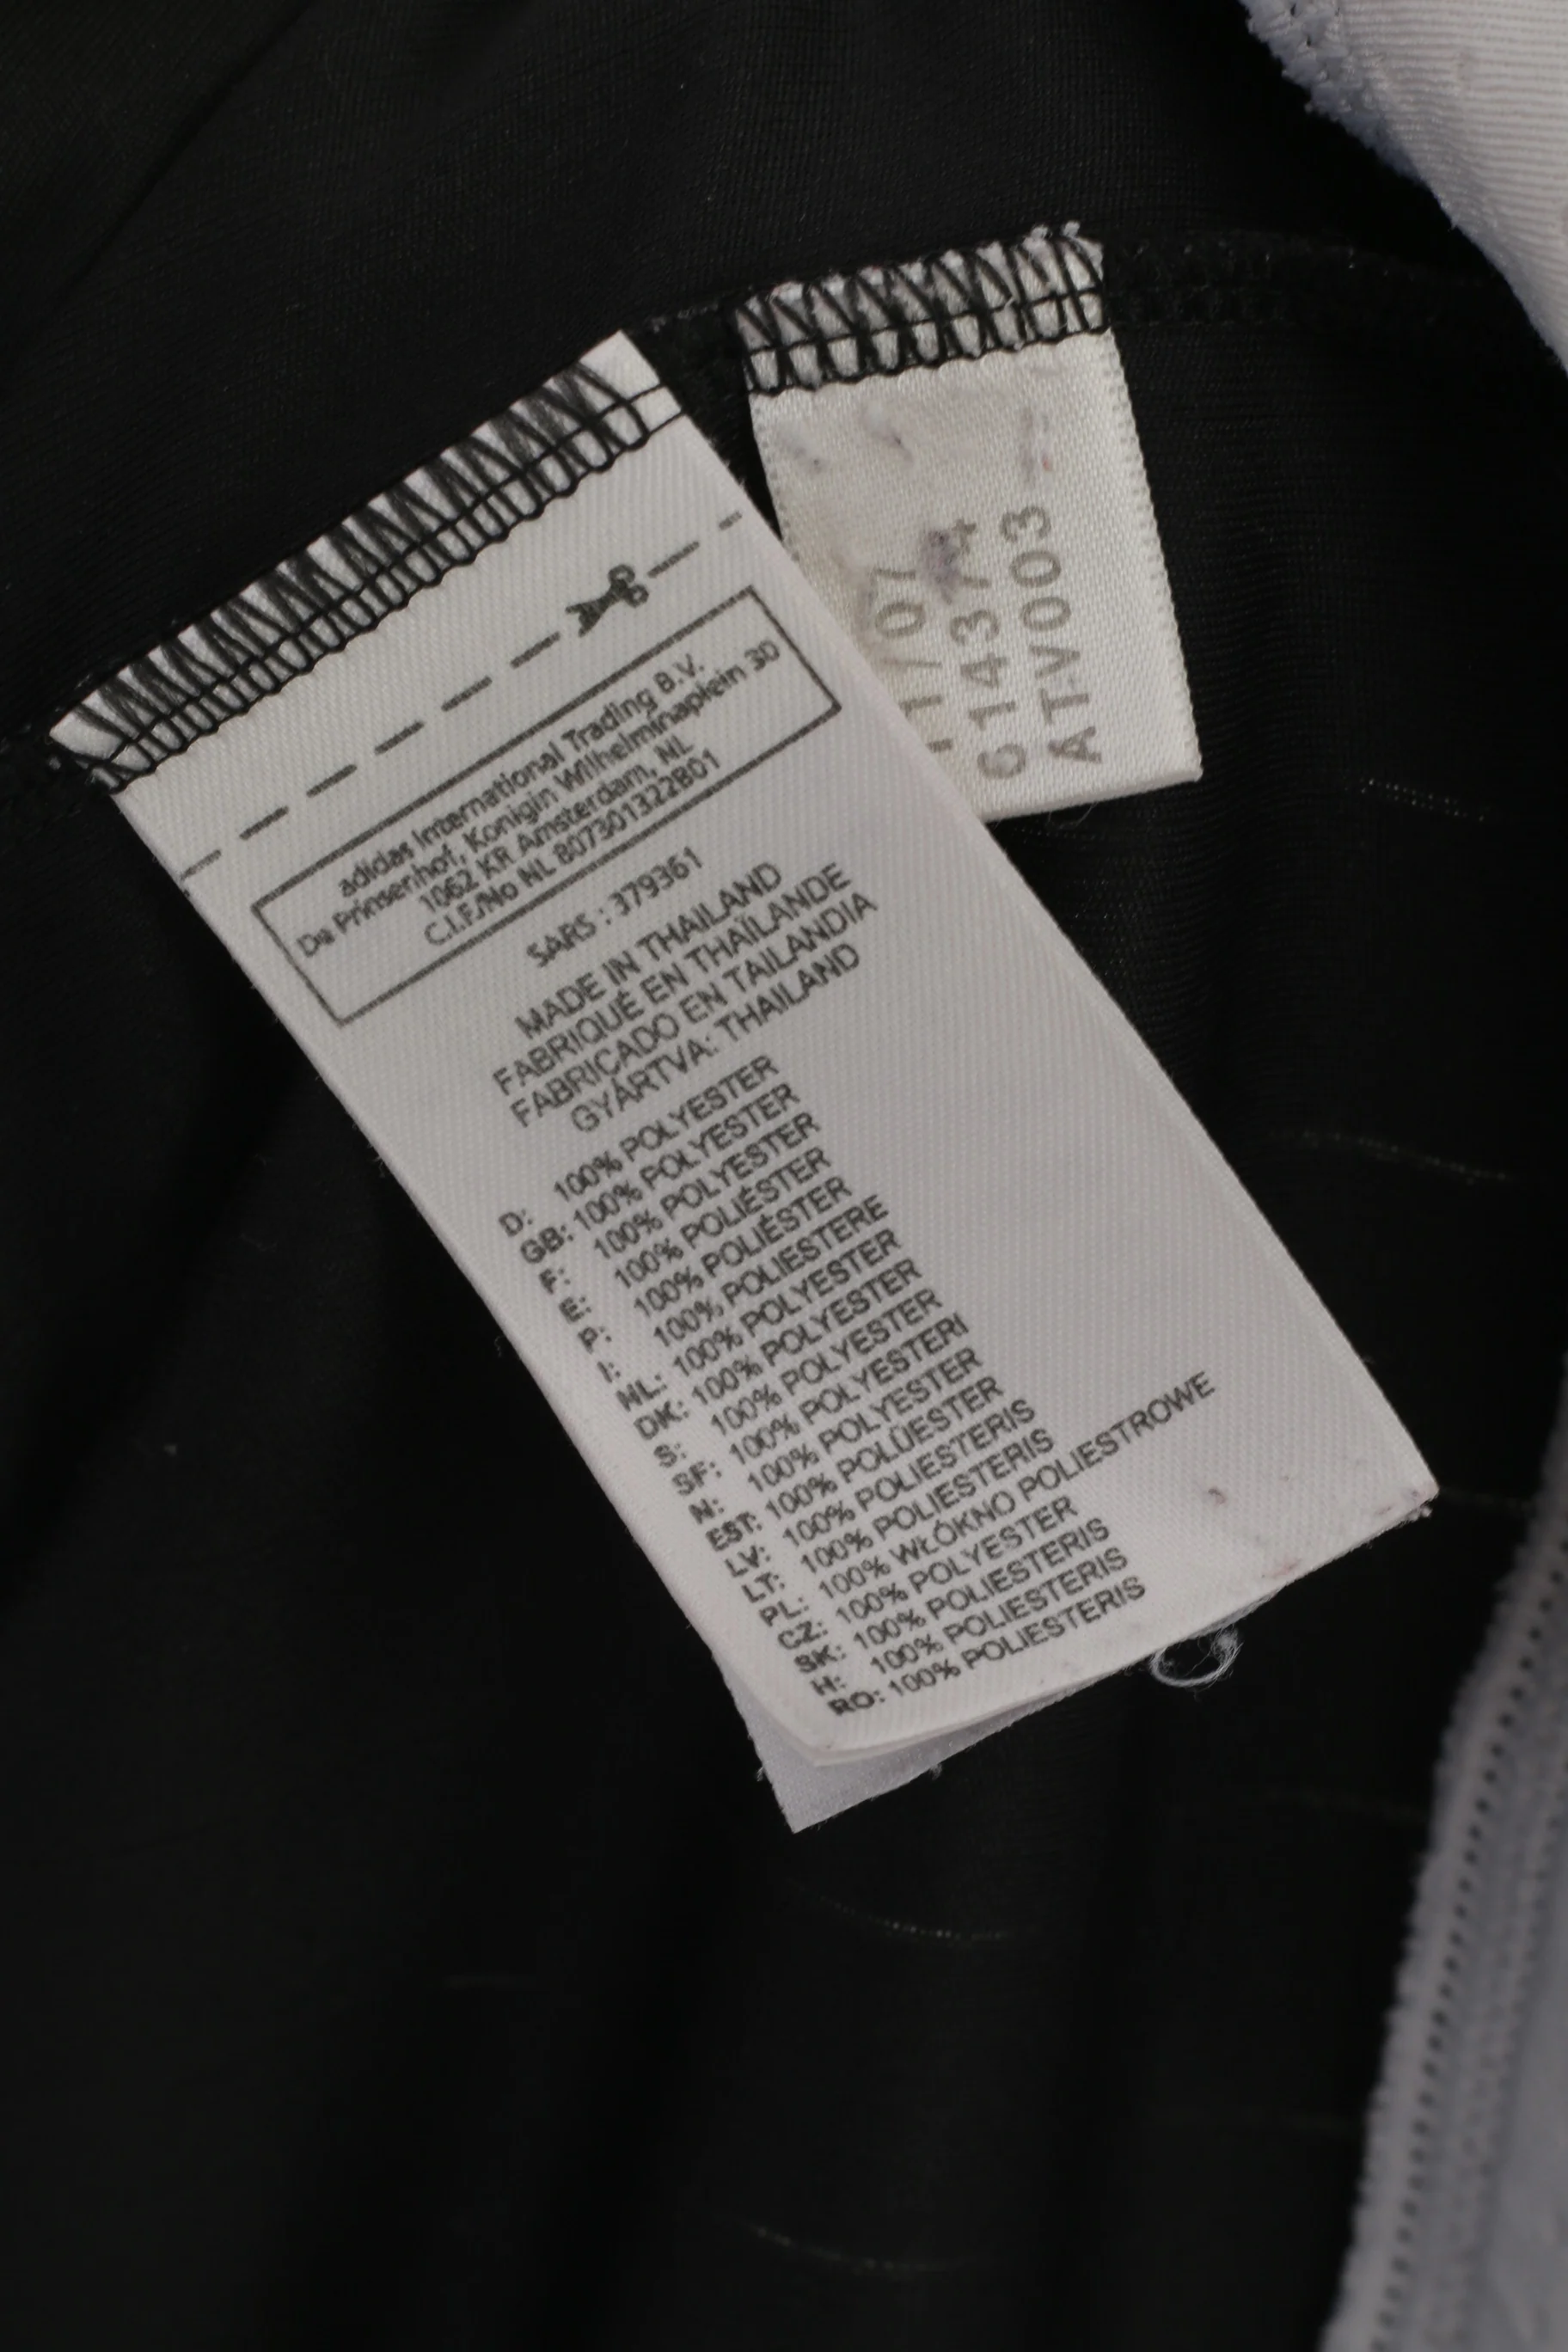 adidas International Trading B.V.
Da Prinsenhof, Konigin Wilhelminaplein 30
1062 KR Amsterdam, NL
C.I.F./No NL 807301322B01
SARS : 379361
MADE IN THAILAND
FABRIQUÉ EN THAÏLANDE
FABRICADO EN TAILANDIA
GYÁRTVA: THAILAND
D: 100% POLYESTER
GB: 100% POLYESTER
F: 100% POLYESTER
E: 100% POLIÉSTER
P: 100% POLIÉSTER
I: 100% POLIESTERE
NL: 100% POLYESTER
DK: 100% POLYESTER
S: 100% POLYESTER
SF: 100% POLYESTERI
N: 100% POLYESTER
EST: 100% POLÜESTER
LV: 100% POLIESTERIS
LT: 100% POLIESTERIS
PL: 100% WŁÓKNO POLIESTROWE
CZ: 100% POLYESTER
SK: 100% POLIESTERIS
H: 100% POLIESTERIS
RO: 100% POLIESTERIS
614374
AT.V003